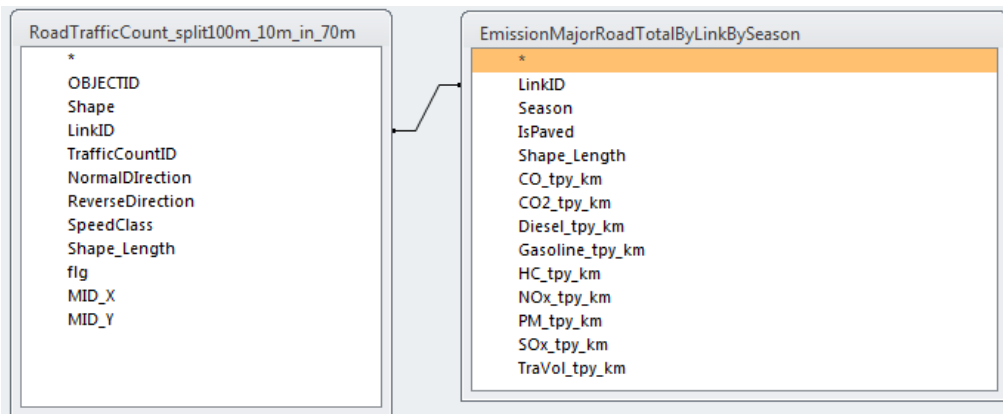 RoadTrafficCount_split100m_10m_in_70m
*
OBJECTID
Shape
LinkID
TrafficCountID
NormalDIrection
ReverseDirection
SpeedClass
Shape_Length
flg
MID_X
MID_Y
EmissionMajorRoadTotalByLinkBySeason
*
LinkID
Season
IsPaved
Shape_Length
CO_tpy_km
CO2_tpy_km
Diesel_tpy_km
Gasoline_tpy_km
HC_tpy_km
NOx_tpy_km
PM_tpy_km
SOx_tpy_km
TraVol_tpy_km